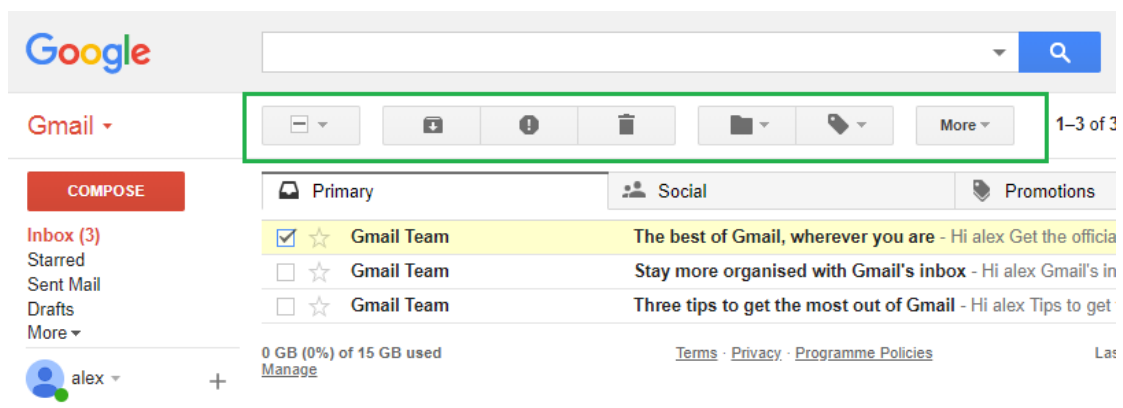 Google
Gmail
More
1–3 of 3
COMPOSE
Primary
Social
Promotions
Inbox (3)
Starred
Sent Mail
Drafts
More
Gmail Team The best of Gmail, wherever you are - Hi alex Get the officia
Gmail Team Stay more organised with Gmail's inbox - Hi alex Gmail's in
Gmail Team Three tips to get the most out of Gmail - Hi alex Tips to get
0 GB (0%) of 15 GB used
Manage
Terms · Privacy · Programme Policies
Las
alex